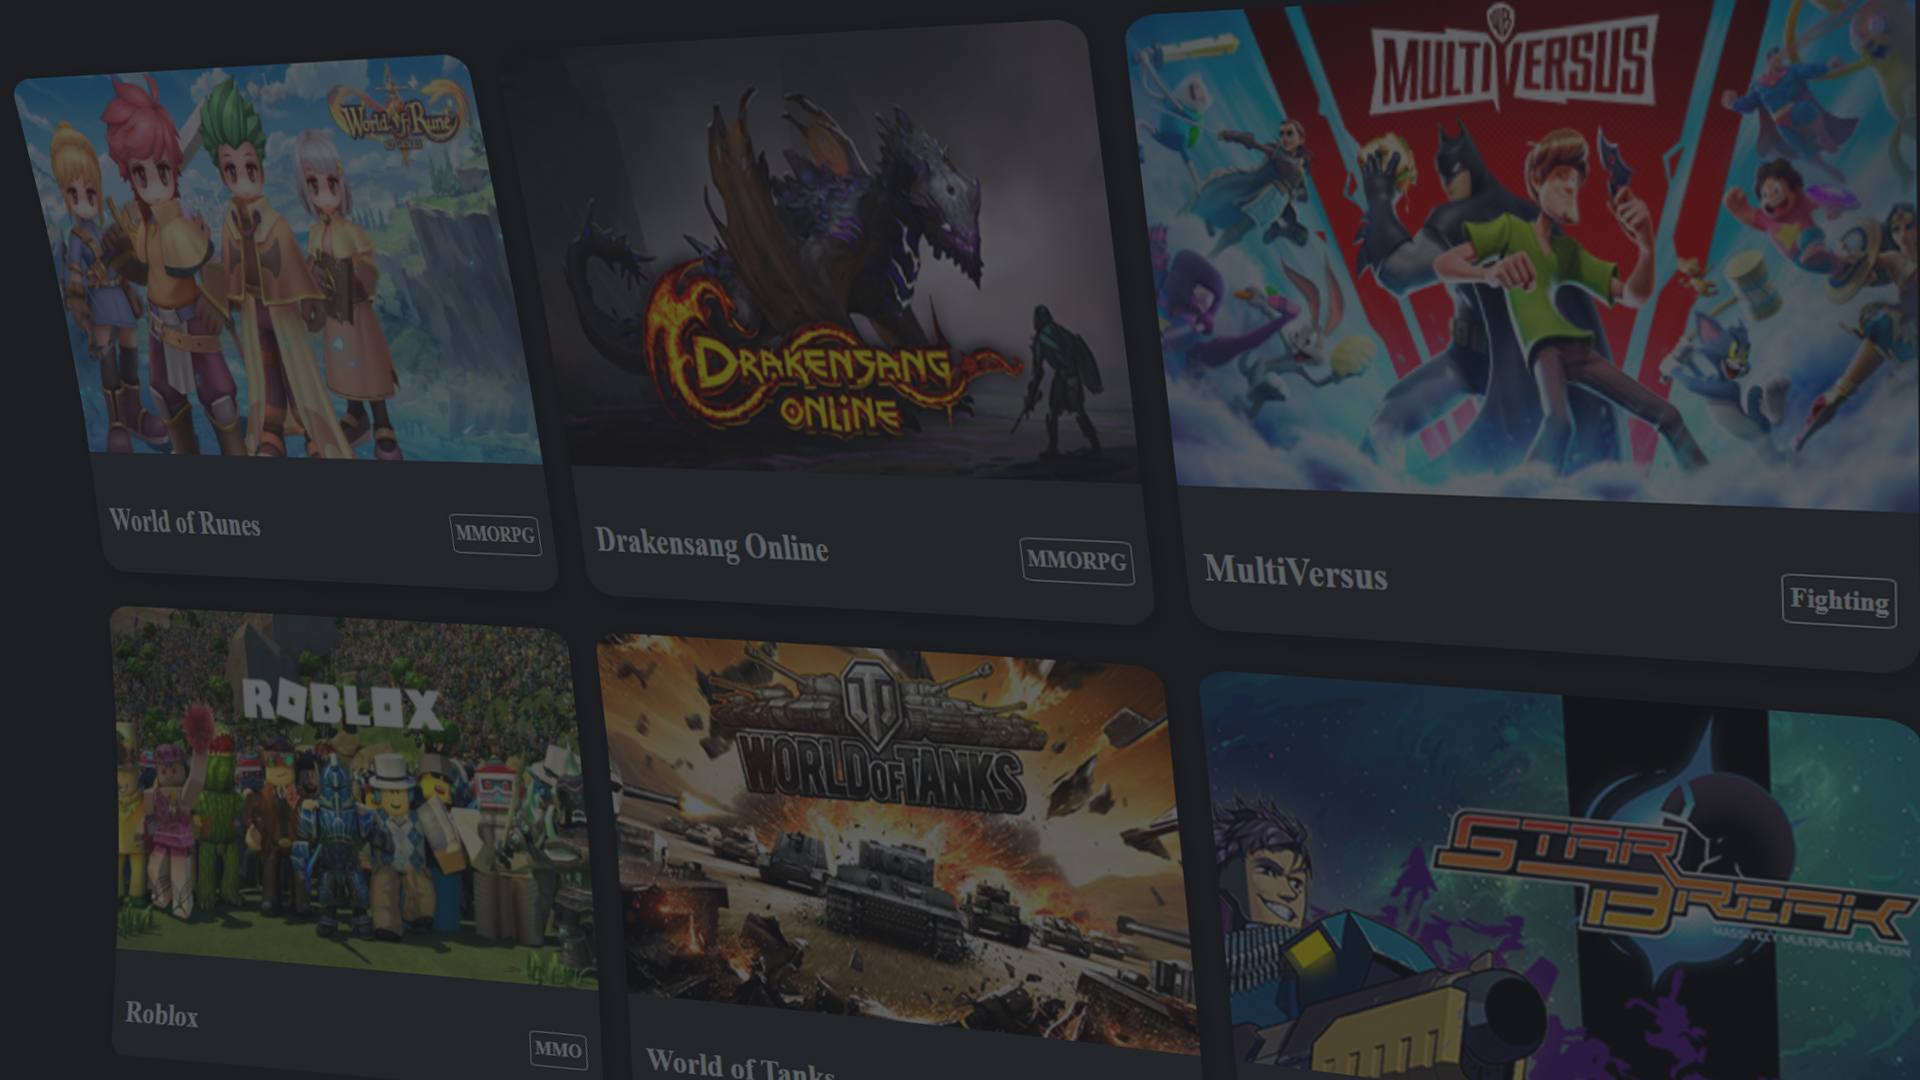 World of Rune
MULTIVERSUS
DRAKENSANG
ONLINE
World of Runes
MMORPG
Drakensang Online
MMORPG
MultiVersus
Fighting
ROBLOX
WORLD OF TANKS
STAR
BREAK
MASSIVELY MULTIPLAYER ACTION
Roblox
MMO
World of Tanks